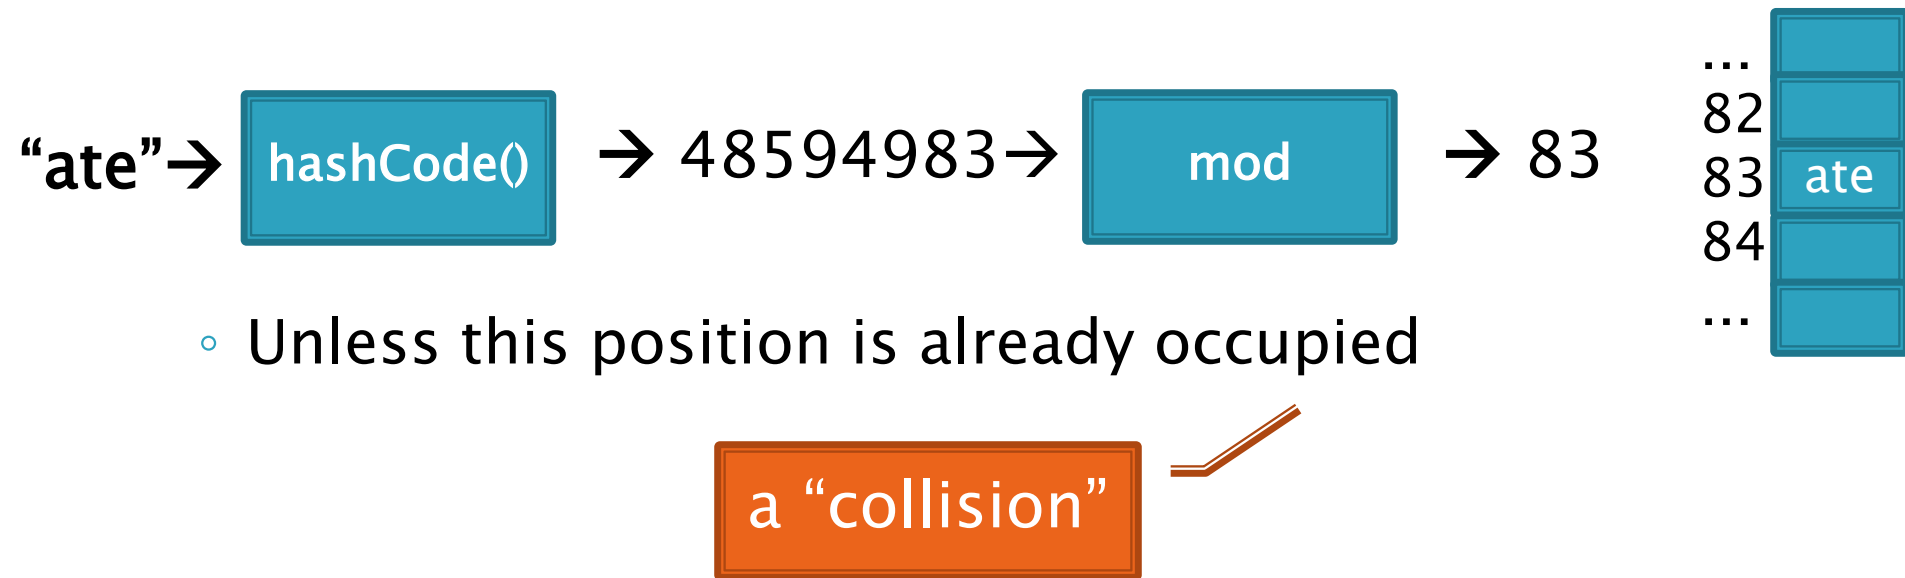 “ate”→ hashCode() → 48594983→ mod → 83
...
82
83 ate
84
...
◦ Unless this position is already occupied
a “collision”